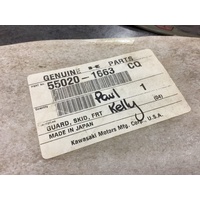 GENUINE PARTS
55020-1663 CQ
Paul 1
Kelly
GUARD, SKID, FRT
MADE IN JAPAN
Kawasaki Motors Mfg. Corp., U.S.A.